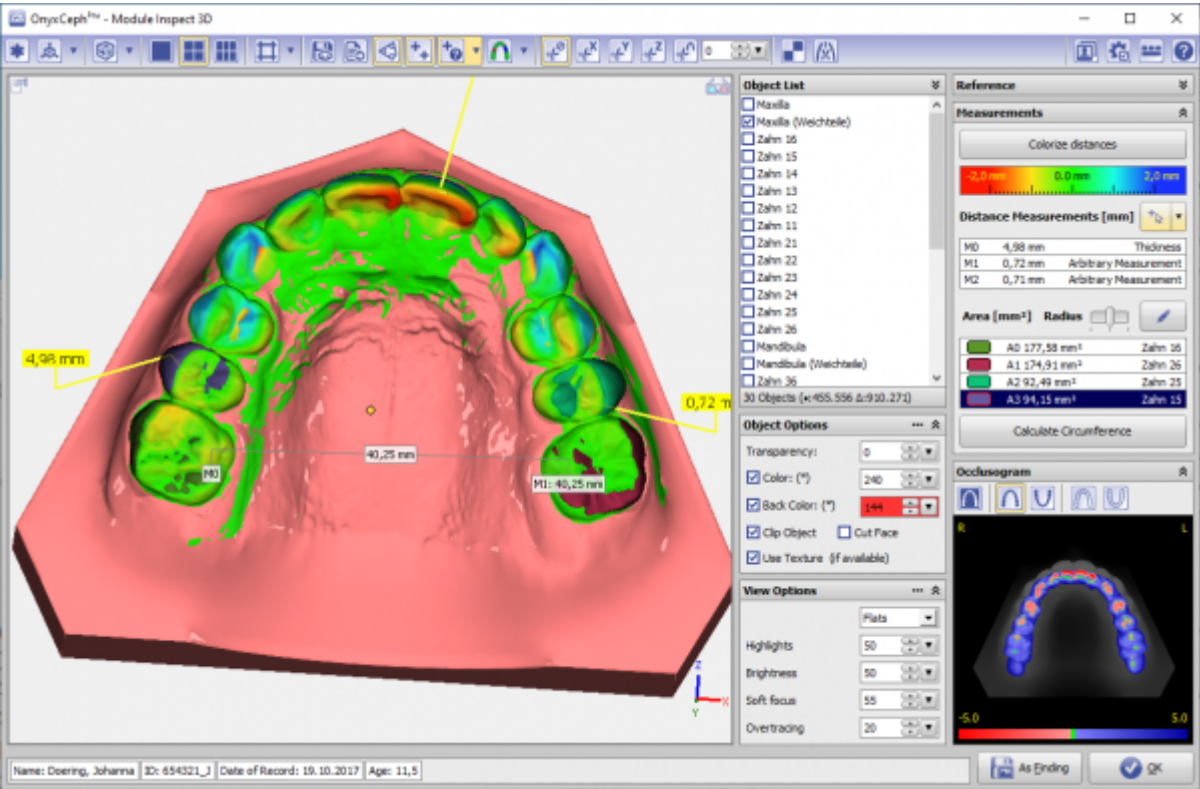 OnyxCeph³™ - Module Inspect 3D
0
4,98 mm
0,72 m
40,25 mm
M0
M1: 40,25 mm
Z
X
Y
Object List
Maxilla
Maxilla (Weichteile)
Zahn 16
Zahn 15
Zahn 14
Zahn 13
Zahn 12
Zahn 11
Zahn 21
Zahn 22
Zahn 23
Zahn 24
Zahn 25
Zahn 26
Mandibula
Mandibula (Weichteile)
Zahn 36
30 Objects (•:455.556 Δ:910.271)
Object Options
Transparency: 0
Color: (*) 240
Back Color: (*) 144
Clip Object Cut Face
Use Texture (if available)
View Options
Flats
Highlights 50
Brightness 50
Soft focus 55
Overtracing 20
Reference
Measurements
Colorize distances
-2,0 mm 0.0 mm 2,0 mm
Distance Measurements [mm]
M0 4,98 mm Thickness
M1 0,72 mm Arbitrary Measurement
M2 0,71 mm Arbitrary Measurement
Area [mm²] Radius
A0 177,58 mm² Zahn 16
A1 174,91 mm² Zahn 26
A2 92,49 mm² Zahn 25
A3 94,15 mm² Zahn 15
Calculate Circumference
Occlusogram
R L
-5.0 5.0
Name: Doering, Johanna ID: 654321_J Date of Record: 19.10.2017 Age: 11,5
As Finding OK